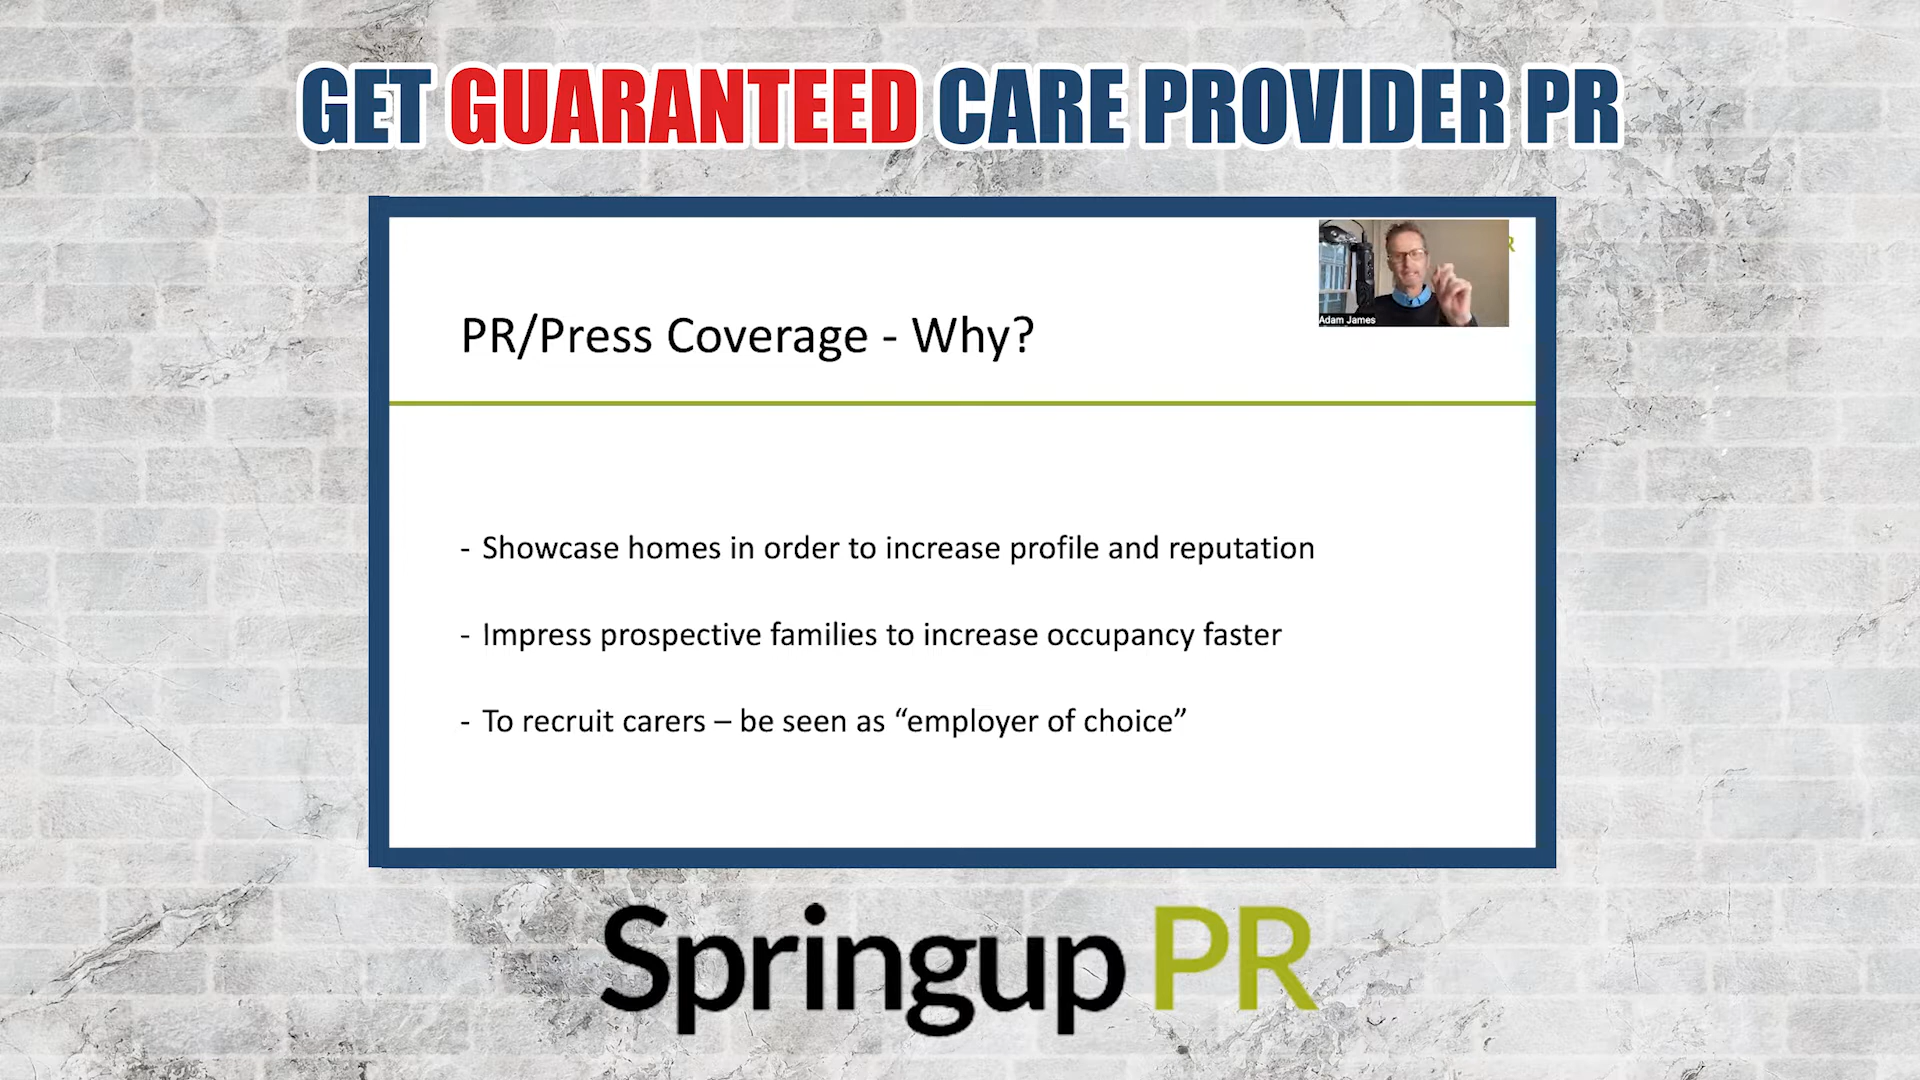 GET GUARANTEED CARE PROVIDER PR
R
Adam James
PR/Press Coverage - Why?
- Showcase homes in order to increase profile and reputation
- Impress prospective families to increase occupancy faster
- To recruit carers – be seen as “employer of choice”
Springup PR